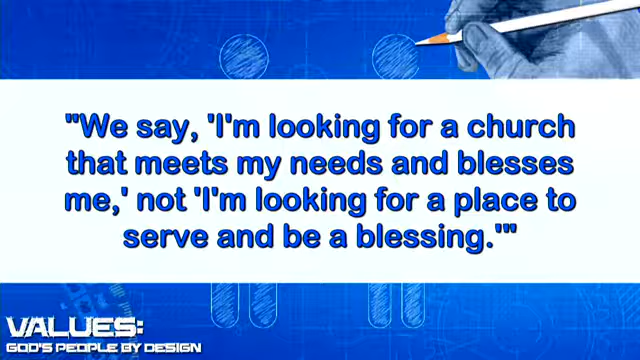 "We say, 'I'm looking for a church
that meets my needs and blesses
me,' not 'I'm looking for a place to
serve and be a blessing.'"
VALUES:
GOD'S PEOPLE BY DESIGN